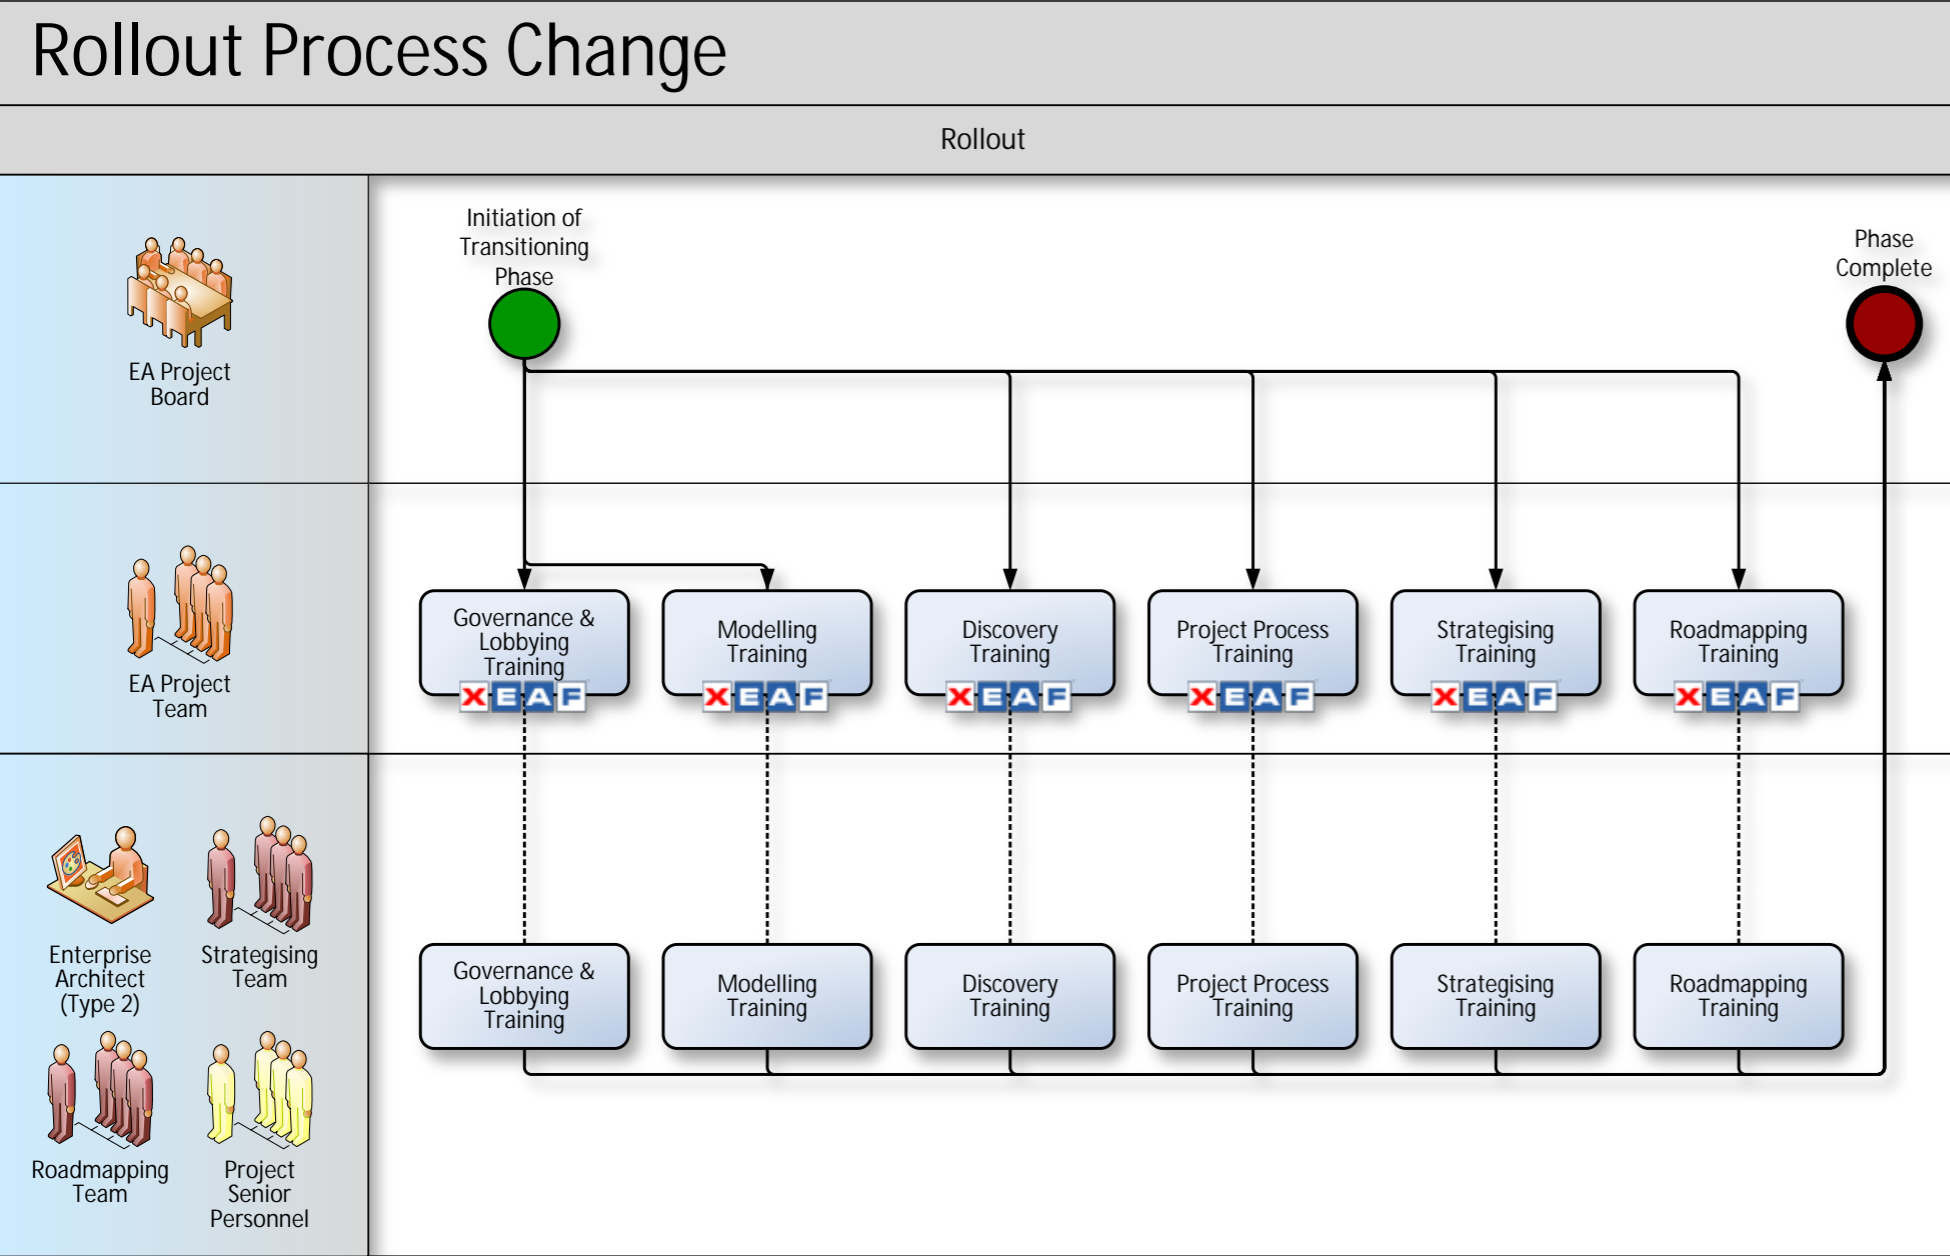 Rollout Process Change
Rollout
Initiation of
Transitioning
Phase
Phase
Complete
EA Project
Board
EA Project
Team
Governance &
Lobbying
Training
XEAF
Modelling
Training
XEAF
Discovery
Training
XEAF
Project Process
Training
XEAF
Strategising
Training
XEAF
Roadmapping
Training
XEAF
Enterprise
Architect
(Type 2)
Strategising
Team
Roadmapping
Team
Project
Senior
Personnel
Governance &
Lobbying
Training
Modelling
Training
Discovery
Training
Project Process
Training
Strategising
Training
Roadmapping
Training